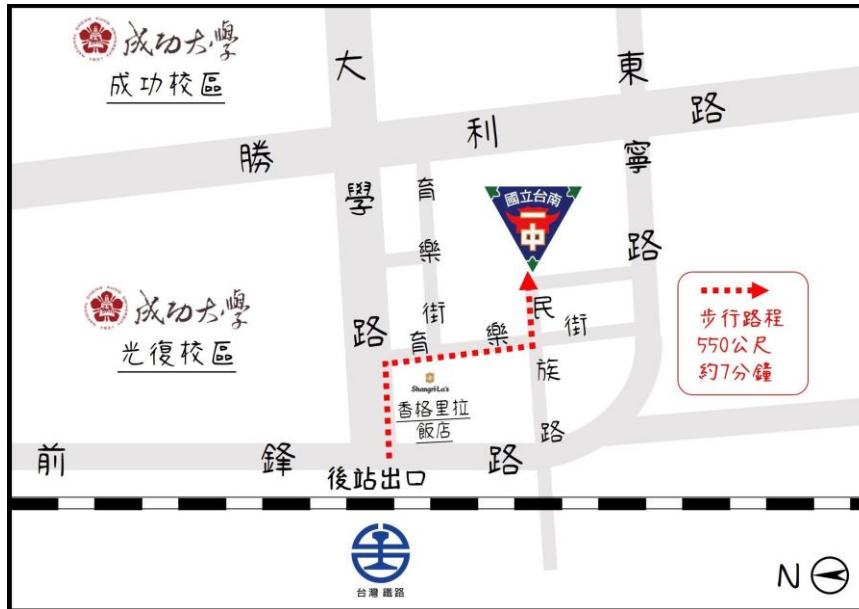 成功大學
成功校區
大學路
東寧路
勝利路
育樂街
國立台南
一中
成功大學
光復校區
育樂街
民族路
步行路程
550公尺
約7分鐘
Shangri-La's
香格里拉
飯店
前鋒路
後站出口
台灣鐵路
N